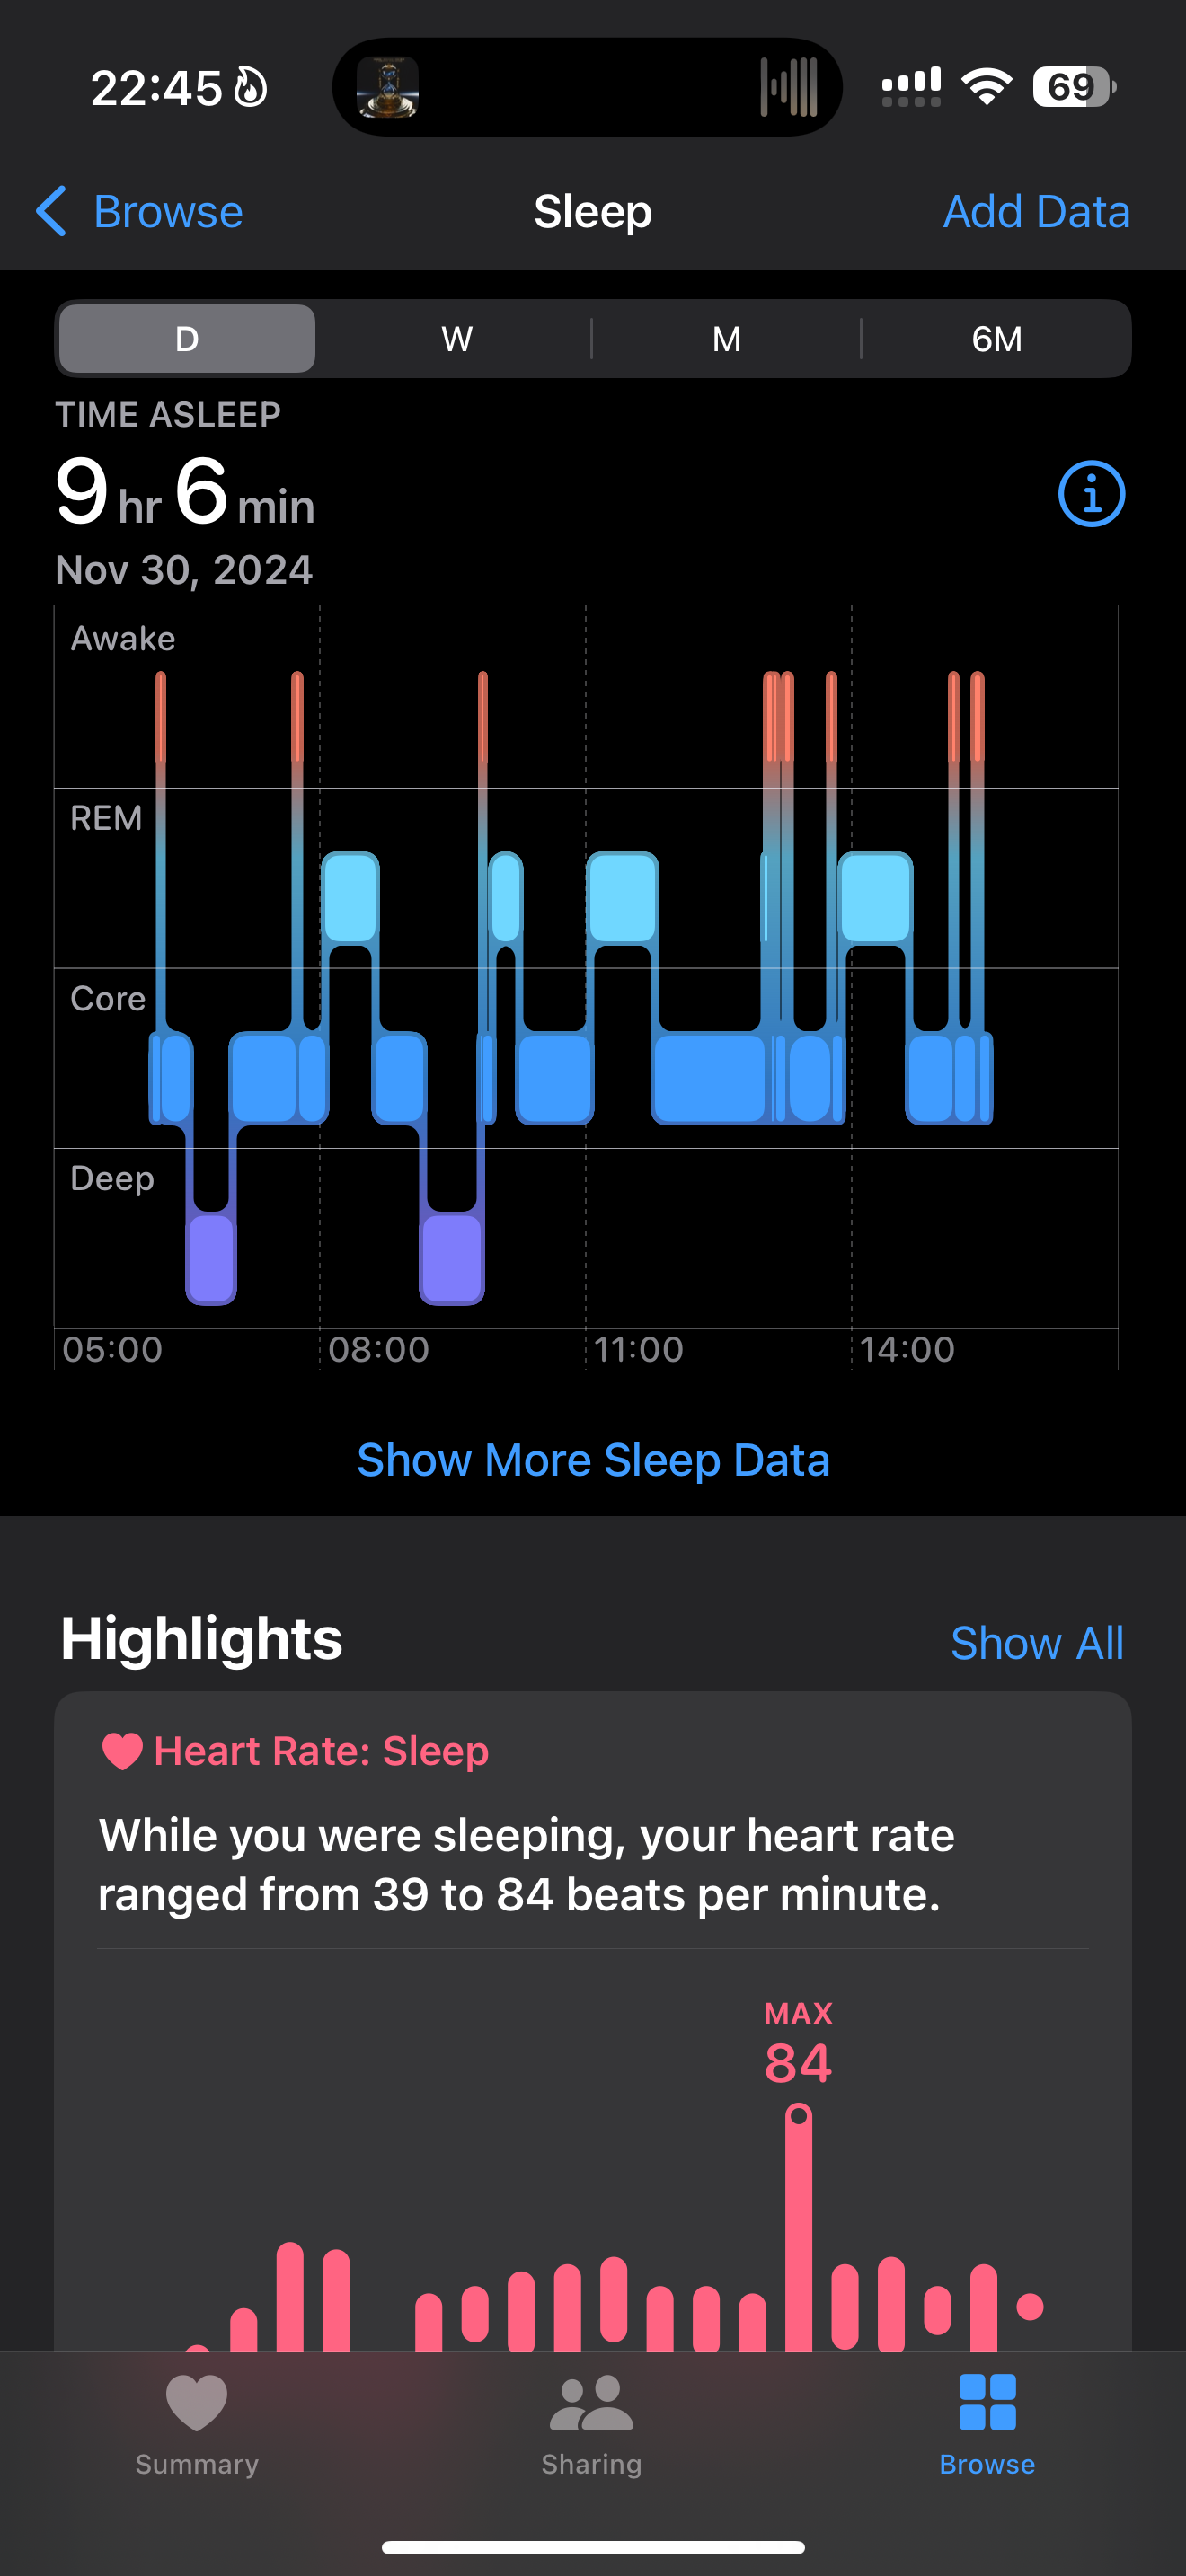 22:45
69
Browse
Sleep
Add Data
D W M 6M
TIME ASLEEP
9 hr 6 min
Nov 30, 2024
Awake
REM
Core
Deep
05:00 08:00 11:00 14:00
Show More Sleep Data
Highlights
Show All
Heart Rate: Sleep
While you were sleeping, your heart rate
ranged from 39 to 84 beats per minute.
MAX
84
Summary
Sharing
Browse